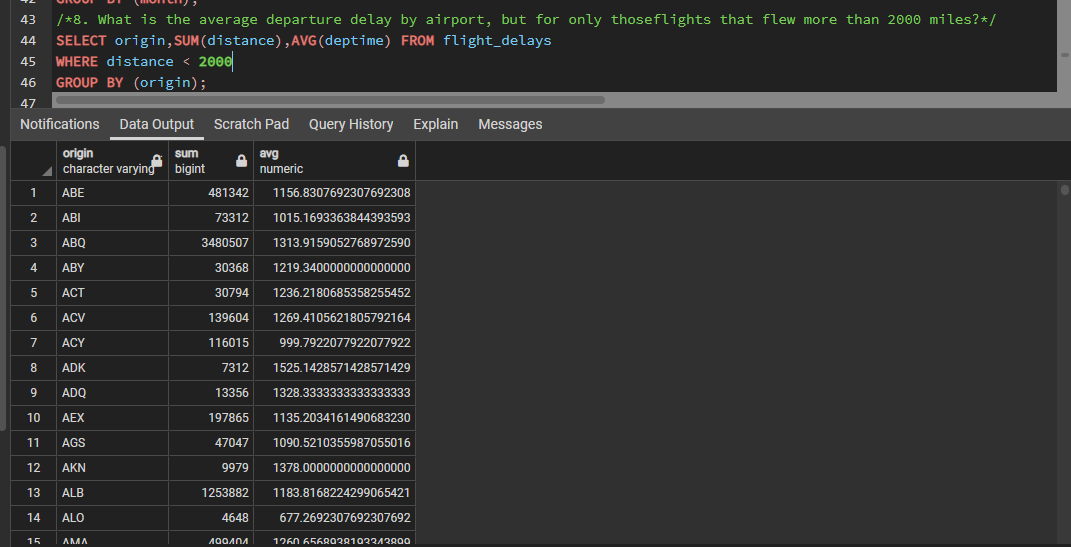 42 GROUP BY (month);
43 /*8. What is the average departure delay by airport, but for only thoseflights that flew more than 2000 miles?*/
44 SELECT origin,SUM(distance),AVG(deptime) FROM flight_delays
45 WHERE distance < 2000
46 GROUP BY (origin);
47
Notifications Data Output Scratch Pad Query History Explain Messages
origin sum avg
character varying bigint numeric
1 ABE 481342 1156.8307692307692308
2 ABI 73312 1015.1693363844393593
3 ABQ 3480507 1313.9159052768972590
4 ABY 30368 1219.3400000000000000
5 ACT 30794 1236.2180685358255452
6 ACV 139604 1269.4105621805792164
7 ACY 116015 999.7922077922077922
8 ADK 7312 1525.1428571428571429
9 ADQ 13356 1328.3333333333333333
10 AEX 197865 1135.2034161490683230
11 AGS 47047 1090.5210355987055016
12 AKN 9979 1378.0000000000000000
13 ALB 1253882 1183.8168224299065421
14 ALO 4648 677.2692307692307692
15 AMA 499404 1260.6568938193343899